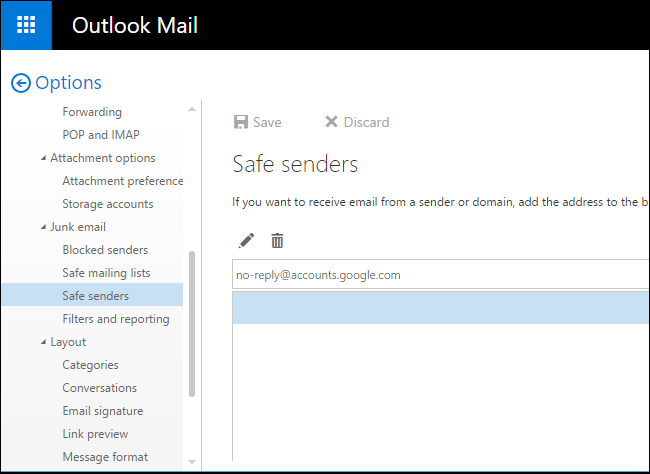 Outlook Mail
Options
Forwarding
POP and IMAP
Attachment options
Attachment preference
Storage accounts
Junk email
Blocked senders
Safe mailing lists
Safe senders
Filters and reporting
Layout
Categories
Conversations
Email signature
Link preview
Message format
Save Discard
Safe senders
If you want to receive email from a sender or domain, add the address to the b
no-reply@accounts.google.com